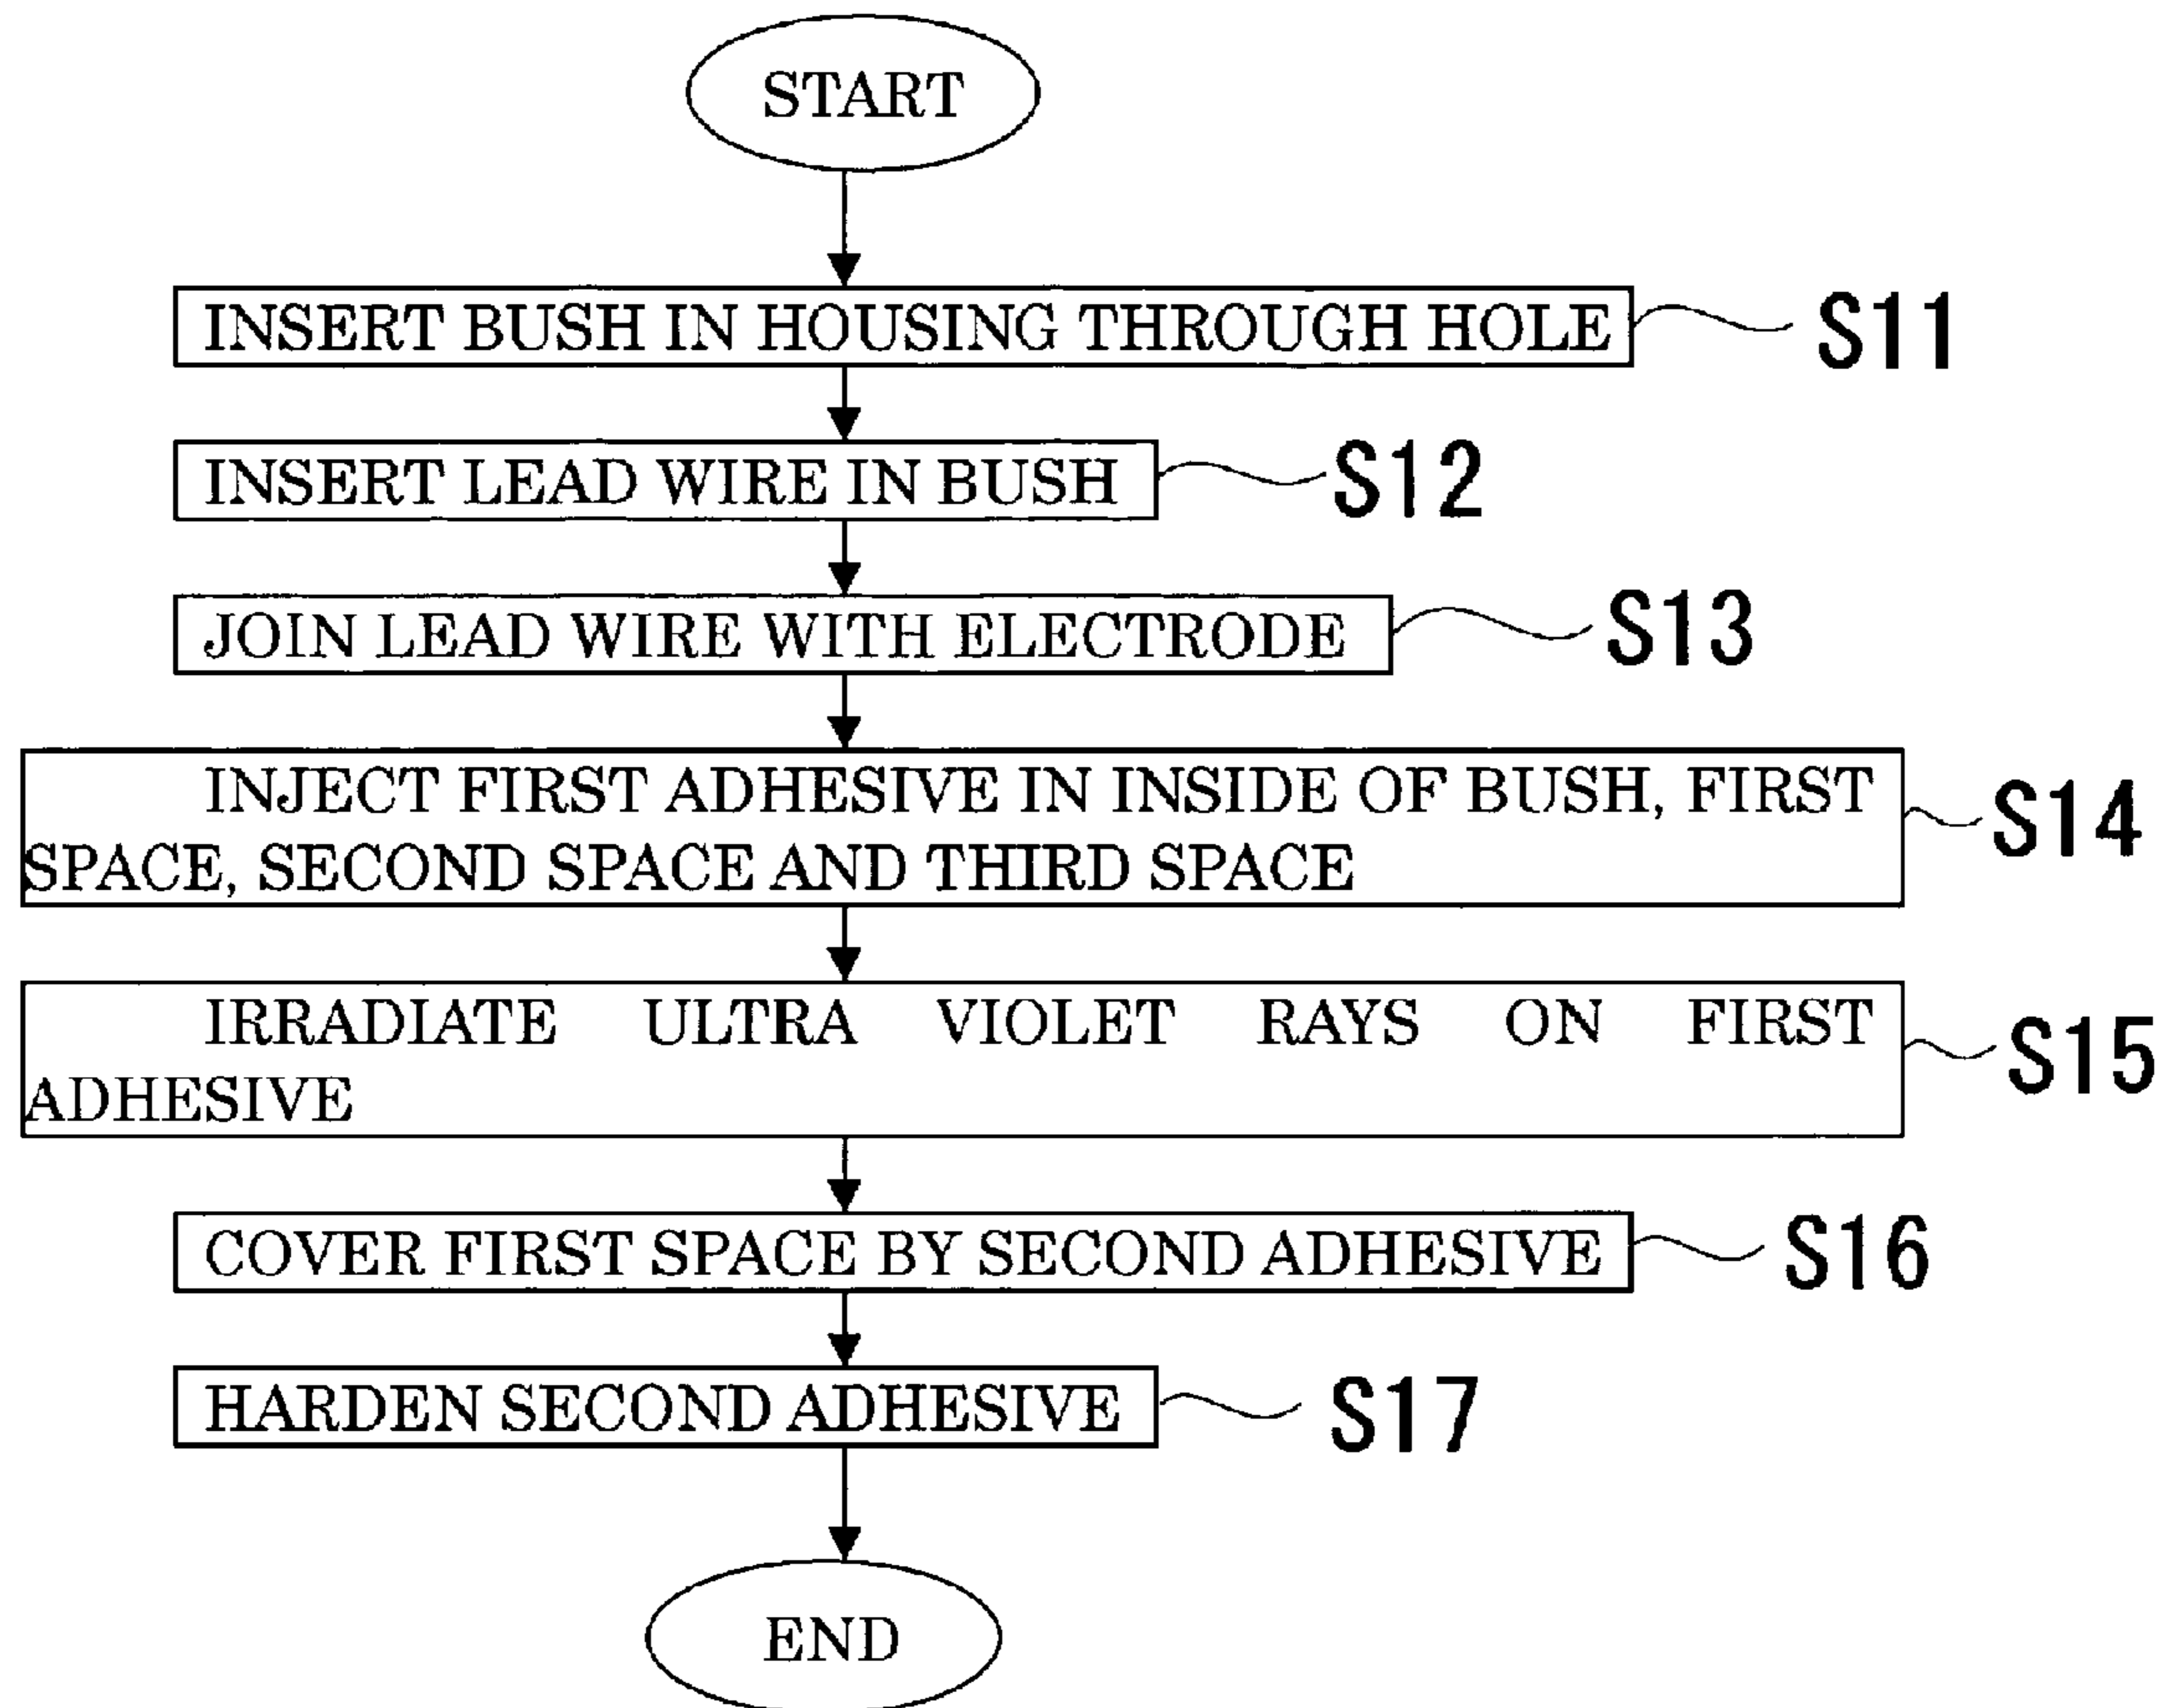 START
INSERT BUSH IN HOUSING THROUGH HOLE
S11
INSERT LEAD WIRE IN BUSH
S12
JOIN LEAD WIRE WITH ELECTRODE
S13
INJECT FIRST ADHESIVE IN INSIDE OF BUSH, FIRST
SPACE, SECOND SPACE AND THIRD SPACE
S14
IRRADIATE ULTRA VIOLET RAYS ON FIRST
ADHESIVE
S15
COVER FIRST SPACE BY SECOND ADHESIVE
S16
HARDEN SECOND ADHESIVE
S17
END